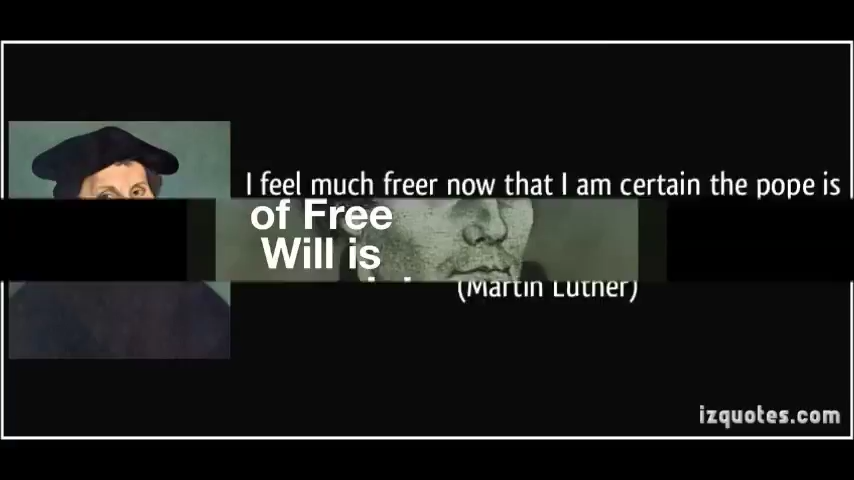 I feel much freer now that I am certain the pope is
of Free
Will is
(Martin Luther)
izquotes.com